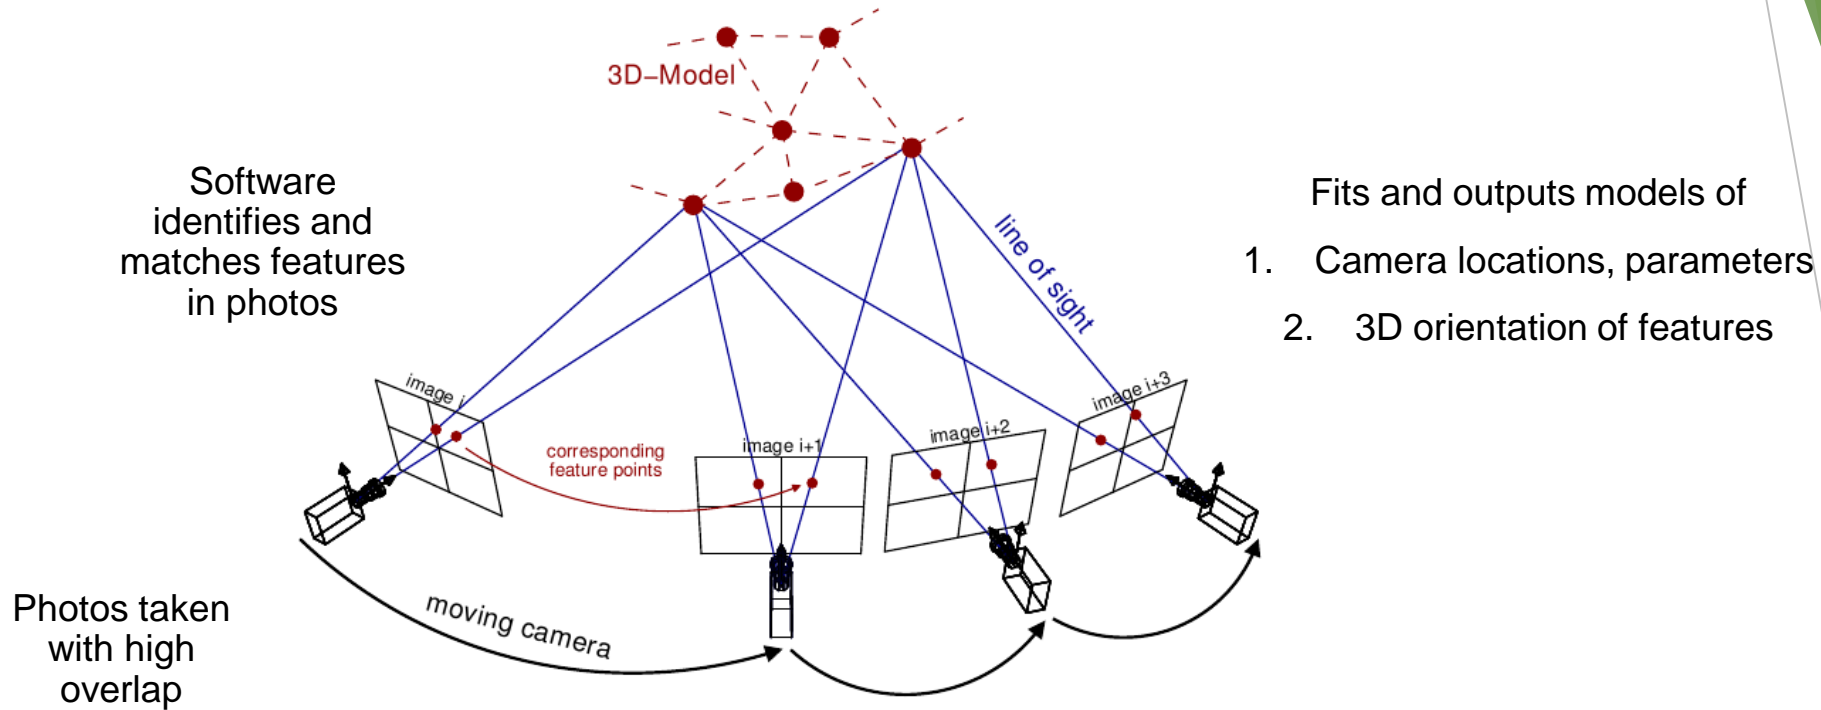 3D–Model
Software
identifies and
matches features
in photos
line of sight
Fits and outputs models of
1. Camera locations, parameters
2. 3D orientation of features
image i
corresponding
feature points
image i+1
image i+2
image i+3
moving camera
Photos taken
with high
overlap